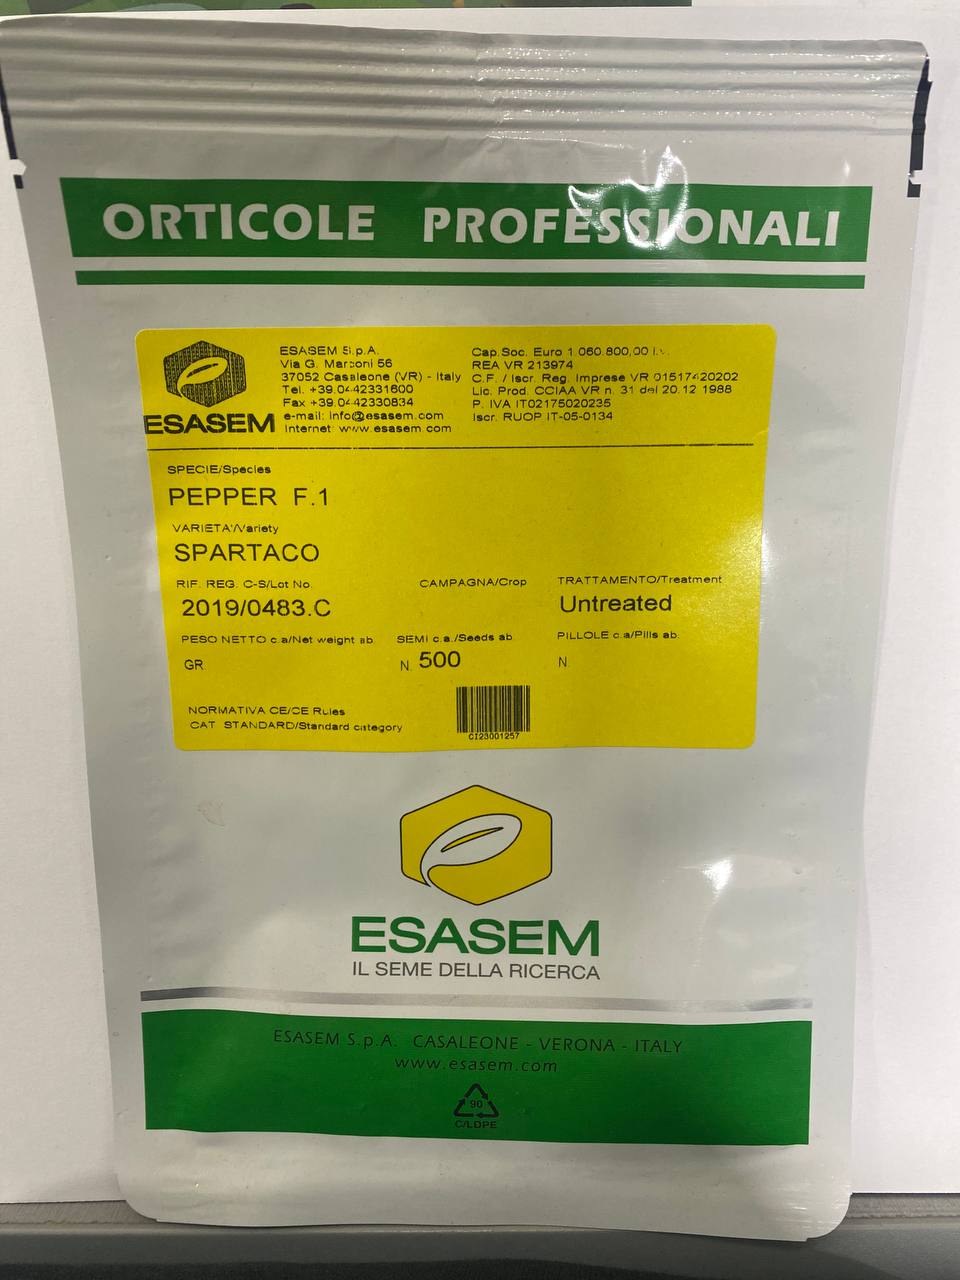 ORTICOLE PROFESSIONALI
ESASEM S.p.A.
Via G. Marconi 56
37052 Casaleone (VR) - Italy
Tel. +39.0442331600
Fax +39.0442330834
e-mail: info@esasem.com
Internet: www.esasem.com
Cap.Soc. Euro 1.060.800,00 i.v.
REA VR 213974
C.F. / Iscr. Reg. Imprese VR 01517420202
Lic. Prod. CCIAA VR n. 31 del 20.12 1988
P. IVA IT02175020235
Iscr. RUOP IT-05-0134
ESASEM
SPECIE/Species
PEPPER F.1
VARIETA'/Variety
SPARTACO
RIF. REG. C-S/Lot No. CAMPAGNA/Crop TRATTAMENTO/Treatment
2019/0483.C Untreated
PESO NETTO c.a/Net weight ab. SEMI c.a./Seeds ab. PILLOLE c.a/Pills ab.
GR. N. 500 N.
NORMATIVA CE/CE Rules
CAT. STANDARD/Standard category
CI23001257
ESASEM
IL SEME DELLA RICERCA
ESASEM S.p.A. CASALEONE - VERONA - ITALY
www.esasem.com
90
C/LDPE